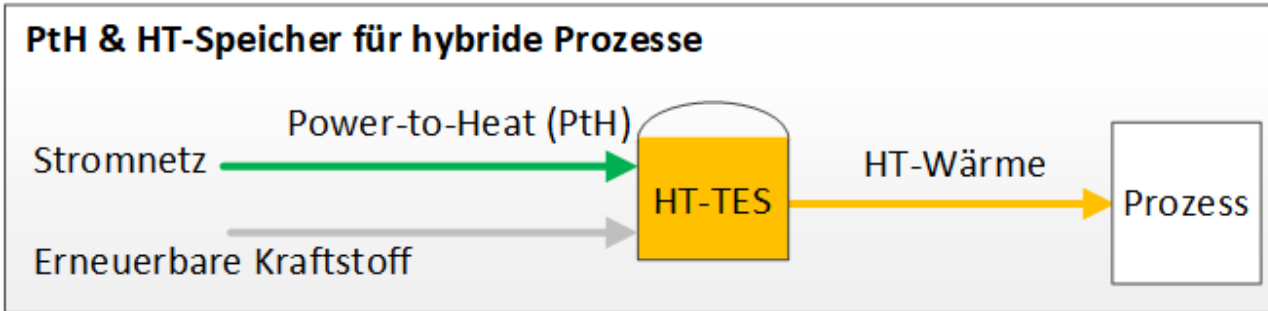 PtH & HT-Speicher für hybride Prozesse
Power-to-Heat (PtH)
Stromnetz
HT-Wärme
HT-TES
Prozess
Erneuerbare Kraftstoff